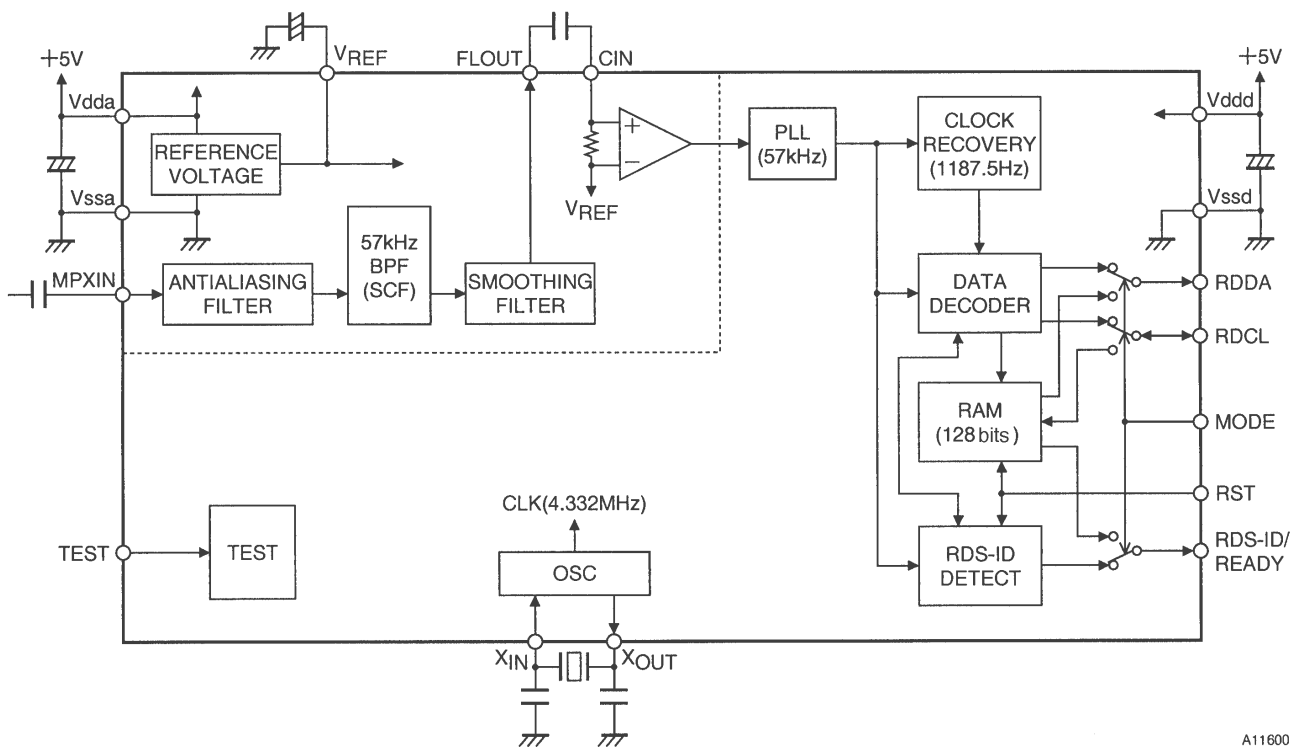 +5V
VREF
FLOUT
CIN
+5V
Vdda
REFERENCE
VOLTAGE
Vssa
+
−
VREF
PLL
(57kHz)
CLOCK
RECOVERY
(1187.5Hz)
Vddd
Vssd
MPXIN
ANTIALIASING
FILTER
57kHz
BPF
(SCF)
SMOOTHING
FILTER
DATA
DECODER
RDDA
RDCL
RAM
(128bits)
MODE
RST
TEST
TEST
CLK(4.332MHz)
OSC
RDS-ID
DETECT
RDS-ID/
READY
XIN
XOUT
A11600